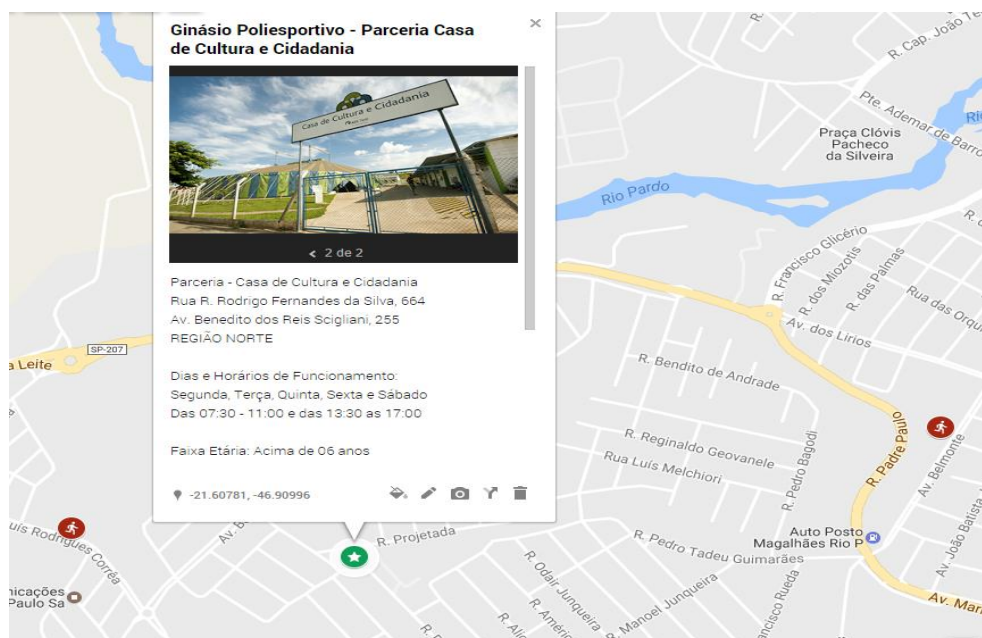 Ginásio Poliesportivo - Parceria Casa
de Cultura e Cidadania
Casa de Cultura e Cidadania
2 de 2
Parceria - Casa de Cultura e Cidadania
Rua R. Rodrigo Fernandes da Silva, 664
Av. Benedito dos Reis Scigliani, 255
REGIÃO NORTE
Dias e Horários de Funcionamento:
Segunda, Terça, Quinta, Sexta e Sábado
Das 07:30 - 11:00 e das 13:30 as 17:00
Faixa Etária: Acima de 06 anos
-21.60781, -46.90996
R. Cap. João
Pte. Ademar de Barro
Praça Clóvis
Pacheco
da Silveira
Rio Pardo
R. Francisco Glicério
R. dos Miozotis
R. das Palmas
Rua das Orqu
Av. dos Lírios
SP-207
a Leite
R. Bendito de Andrade
R. Reginaldo Geovanele
Rua Luís Melchiori
R. Pedro Bagodi
R. Padre Paulo
Av. Belmonte
Auto Posto
Magalhães Rio P
Av. João Batista
uís Rodrigues Corrêa
R. Projetada
R. Pedro Tadeu Guimarães
R. Odair Junqueira
R. Manoel Junqueira
R. Améric
ncisco Rueda
nicações
Paulo Sa
Av. Mari